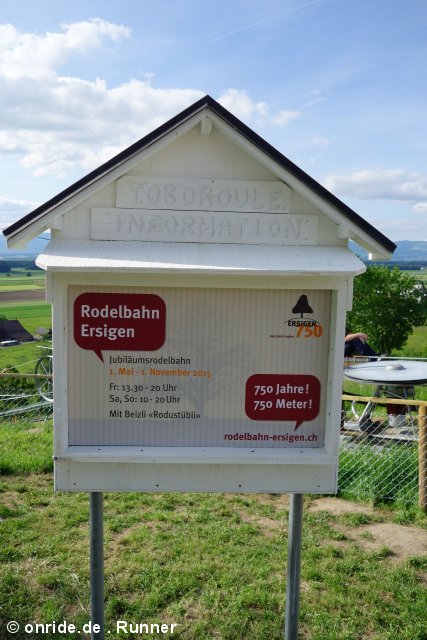 TOBOROULE
INFORMATION
Rodelbahn
Ersigen
ERSIGEN
750
Jubiläumsrodelbahn
1. Mai - 1. November 2015
Fr: 13.30 - 20 Uhr
Sa, So: 10 - 20 Uhr
Mit Beizli «Rodustübli»
750 Jahre!
750 Meter!
rodelbahn-ersigen.ch
© onride.de . Runner